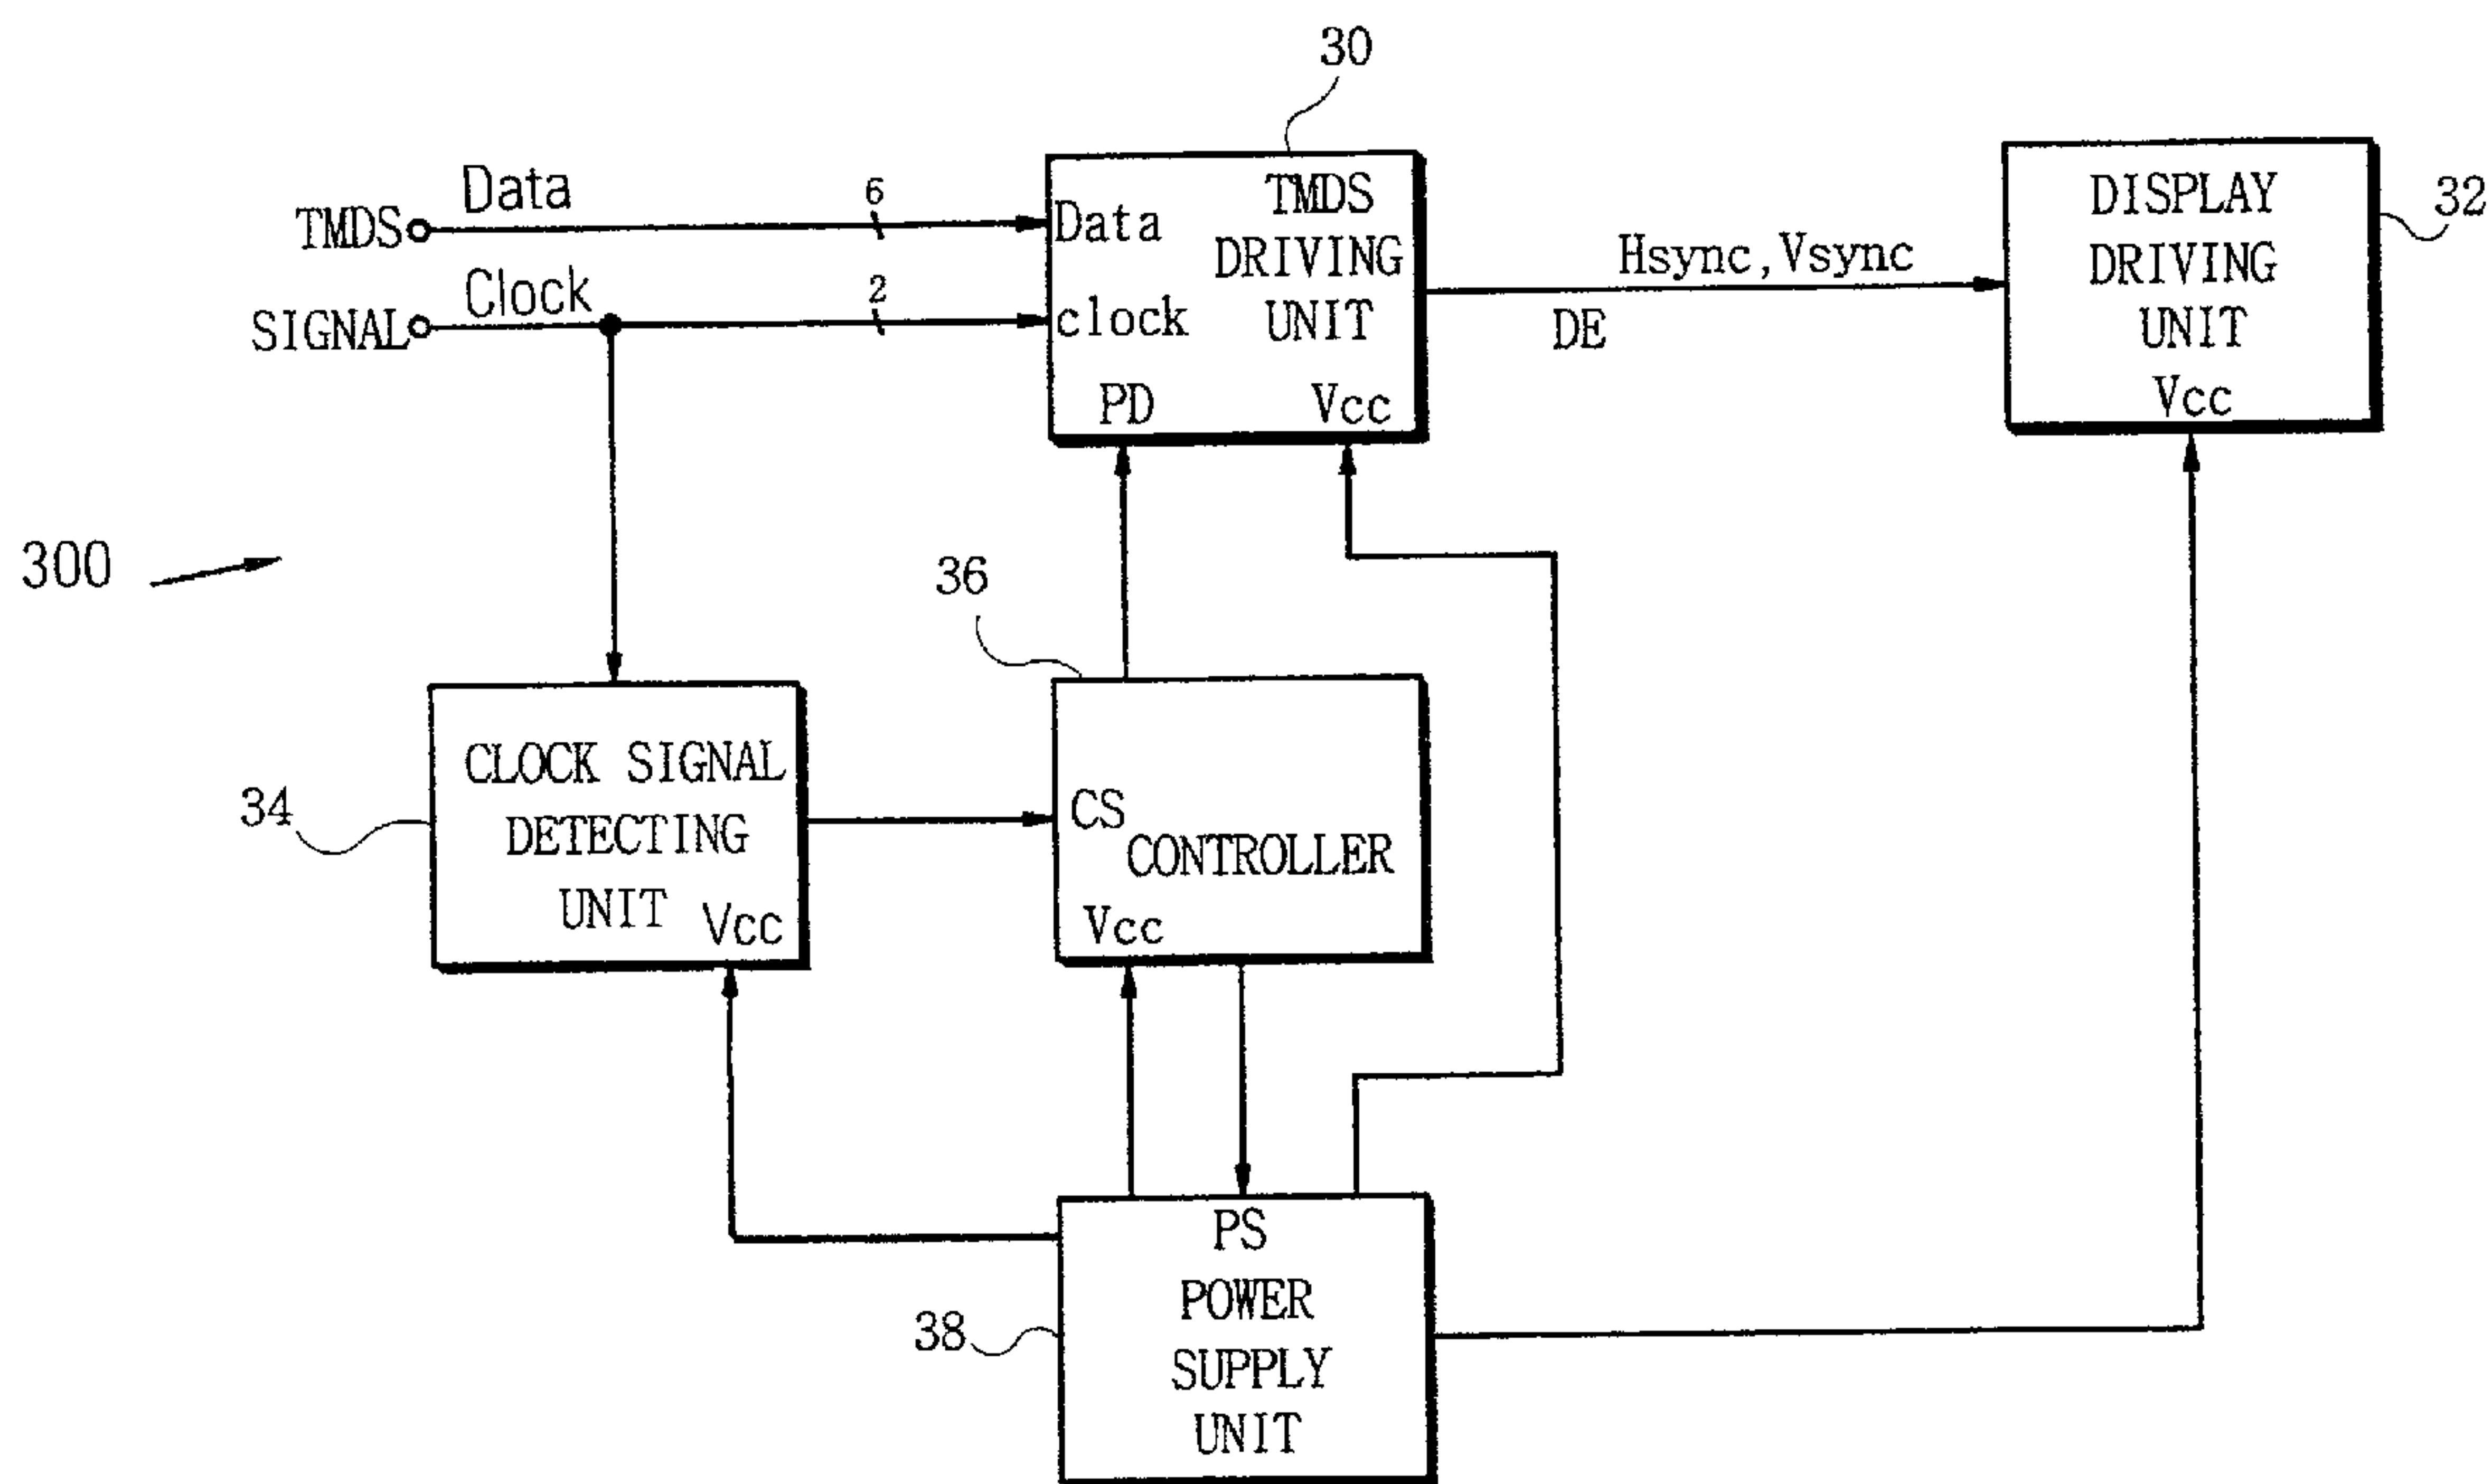 30
TMDS Data 6 Data
SIGNAL Clock 2 clock
TMDS
DRIVING
UNIT
PD Vcc
Hsync,Vsync
DE
DISPLAY
DRIVING
UNIT
Vcc
32
300
36
34
CLOCK SIGNAL
DETECTING
UNIT
Vcc
CS
CONTROLLER
Vcc
38
PS
POWER
SUPPLY
UNIT